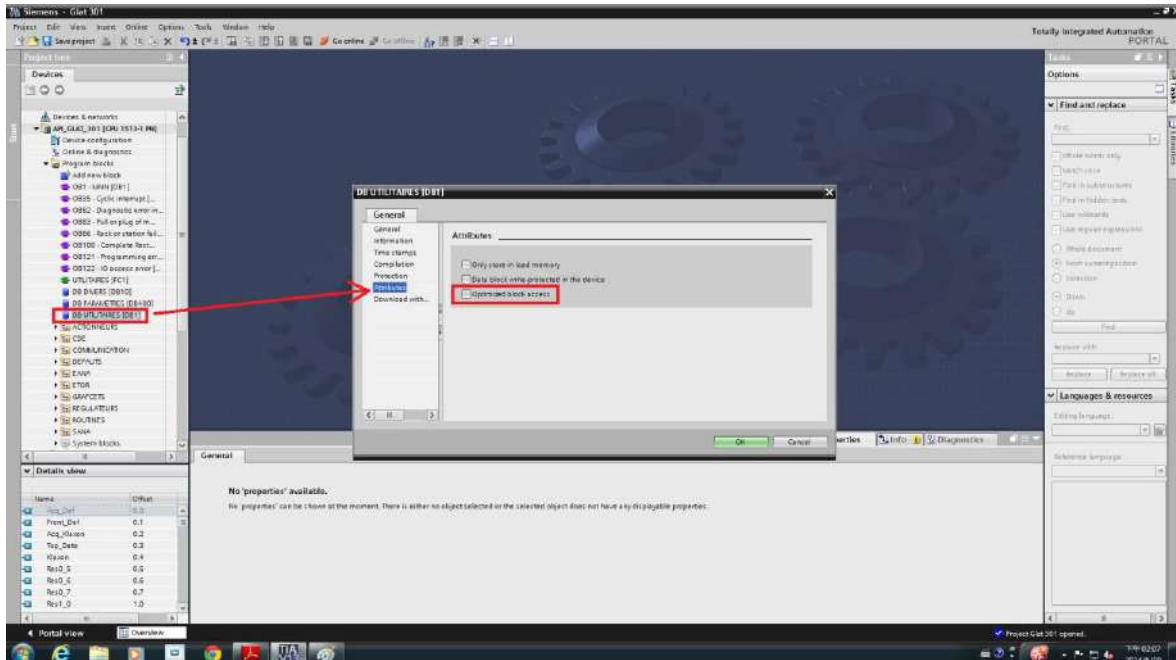 Siemens - Glat 301
Project Edit View Insert Online Options Tools Window Help
Save project
Go online
Go offline
Totally Integrated Automation
PORTAL
Project tree
Devices
Start
Devices & networks
API_GLAT_301 [CPU 1513-1 PN]
Device configuration
Online & diagnostics
Program blocks
Add new block
OB1 - MAIN [OB1]
OB35 - Cyclic interrupt [...
OB82 - Diagnostic error in...
OB83 - Pull or plug of m...
OB86 - Rack or station fail...
OB100 - Complete Rest...
OB121 - Programming err...
OB122 - IO access error [...
UTILITAIRES [FC1]
DB DIVERS [DB10]
DB UTILITAIRES [DB1]
ACTIONNEURS
CDE
COMMUNICATION
DEFAUTS
EANA
ETOR
GRAFCETS
REGULATEURS
ROUTINES
SANA
System blocks
Details view
Name Offset
Acq_Def 0.0
Front_Def 0.1
Acq_Klaxon 0.2
Top_Date 0.3
Klaxon 0.4
Res0_5 0.5
Res0_6 0.6
Res0_7 0.7
Res1_0 1.0
Portal view
Overview
DB UTILITAIRES [DB1]
General
General
Information
Time stamps
Compilation
Protection
Attributes
Download with...
Attributes
Only store in load memory
Data block write-protected in the device
Optimized block access
OK
Cancel
General
Info
Diagnostics
No 'properties' available.
No 'properties' can be shown at the moment. There is either no object selected or the selected object does not have any displayable properties.
Tasks
Options
Find and replace
Find:
Whole words only
Match case
Find in substructures
Find in hidden texts
Use wildcards
Use regular expressions
Whole document
From current position
Selection
Down
Up
Find
Replace with:
Replace
Replace all
Languages & resources
Editing language:
Reference language:
Tasks
Libraries
Project Glat 301 opened.
下午 02:07